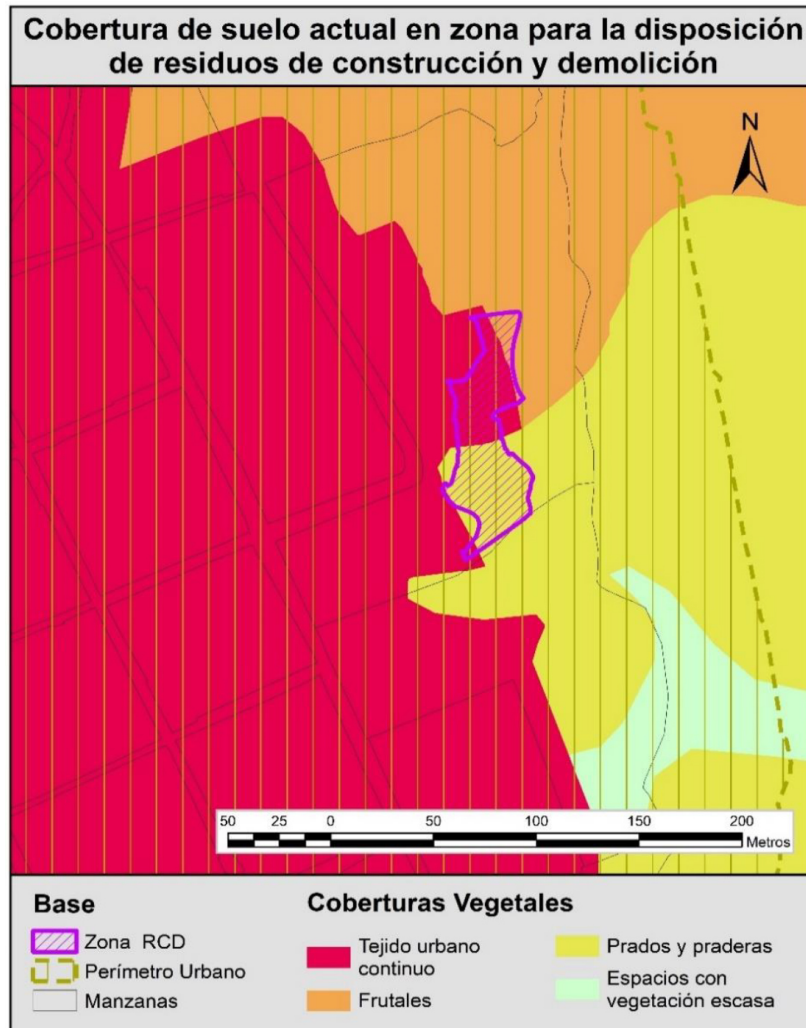 Cobertura de suelo actual en zona para la disposición
de residuos de construcción y demolición
N
50 25 0 50 100 150 200
Metros
Base
Zona RCD
Perímetro Urbano
Manzanas
Coberturas Vegetales
Tejido urbano
continuo
Frutales
Prados y praderas
Espacios con
vegetación escasa